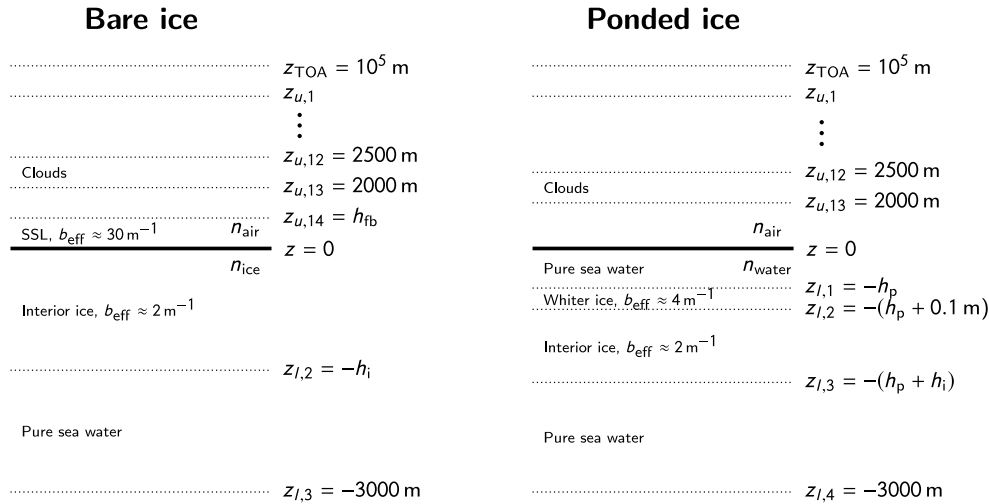 Bare ice
z_TOA = 10^5 m
z_u,1
⋮
z_u,12 = 2500 m
Clouds
z_u,13 = 2000 m
z_u,14 = h_fb
SSL, b_eff ≈ 30 m^−1
n_air
z = 0
n_ice
Interior ice, b_eff ≈ 2 m^−1
z_l,2 = −h_i
Pure sea water
z_l,3 = −3000 m
Ponded ice
z_TOA = 10^5 m
z_u,1
⋮
z_u,12 = 2500 m
Clouds
z_u,13 = 2000 m
n_air
z = 0
Pure sea water
n_water
z_l,1 = −h_p
Whiter ice, b_eff ≈ 4 m^−1
z_l,2 = −(h_p + 0.1 m)
Interior ice, b_eff ≈ 2 m^−1
z_l,3 = −(h_p + h_i)
Pure sea water
z_l,4 = −3000 m